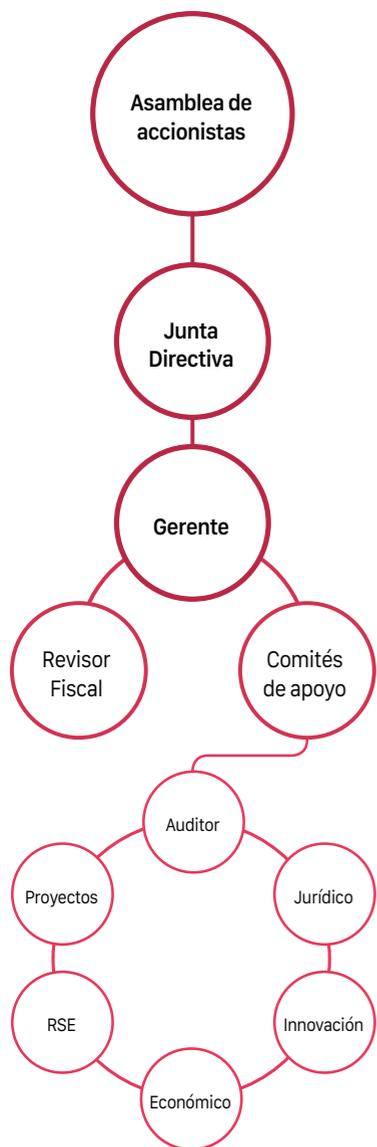 Asamblea de
accionistas
Junta
Directiva
Gerente
Revisor
Fiscal
Comités
de apoyo
Auditor
Proyectos
Jurídico
RSE
Innovación
Económico